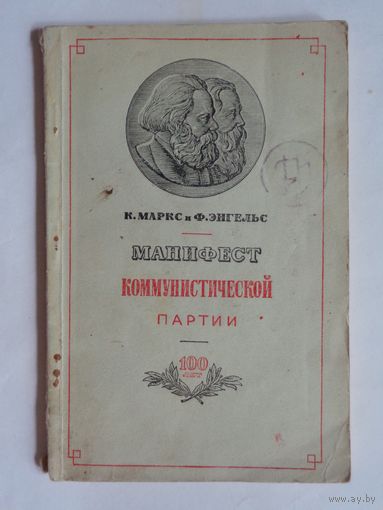 К. МАРКС и Ф. ЭНГЕЛЬС
МАНИФЕСТ
КОММУНИСТИЧЕСКОЙ
ПАРТИИ
100
www.ay.by